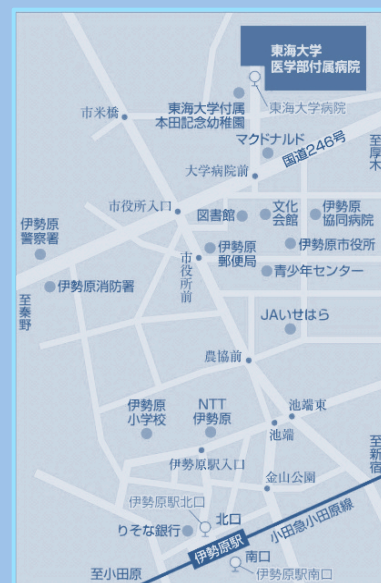 東海大学
医学部付属病院
東海大学病院
東海大学付属
本田記念幼稚園
市米橋
マクドナルド
国道246号
至厚木
大学病院前
市役所入口
図書館
文化
会館
伊勢原
協同病院
伊勢原
警察署
伊勢原
郵便局
伊勢原市役所
市役所前
青少年センター
伊勢原消防署
至秦野
JAいせはら
農協前
池端東
伊勢原
小学校
NTT
伊勢原
池端
伊勢原駅入口
至新宿
金山公園
伊勢原駅北口
北口
小田急小田原線
りそな銀行
伊勢原駅
南口
至小田原
伊勢原駅南口